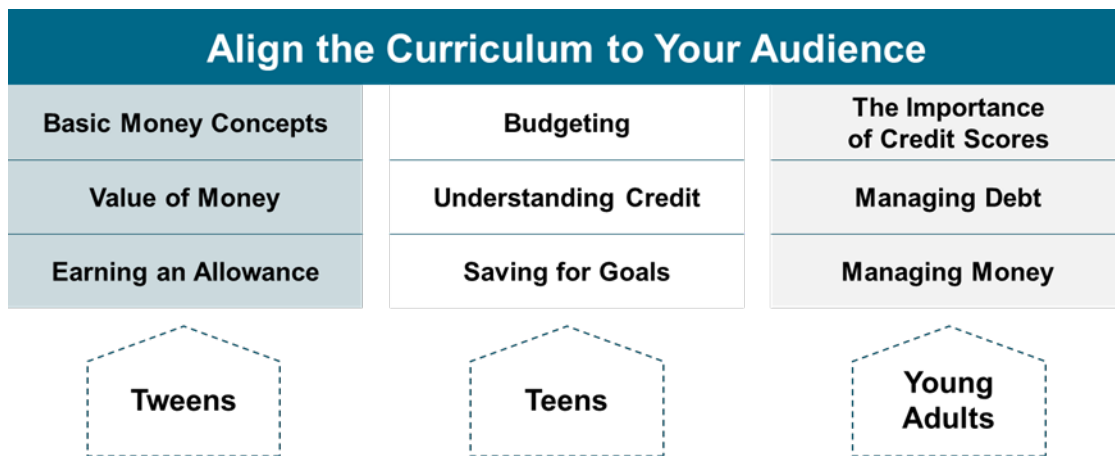 Align the Curriculum to Your Audience
Basic Money Concepts
Value of Money
Earning an Allowance
Tweens
Budgeting
Understanding Credit
Saving for Goals
Teens
The Importance
of Credit Scores
Managing Debt
Managing Money
Young
Adults